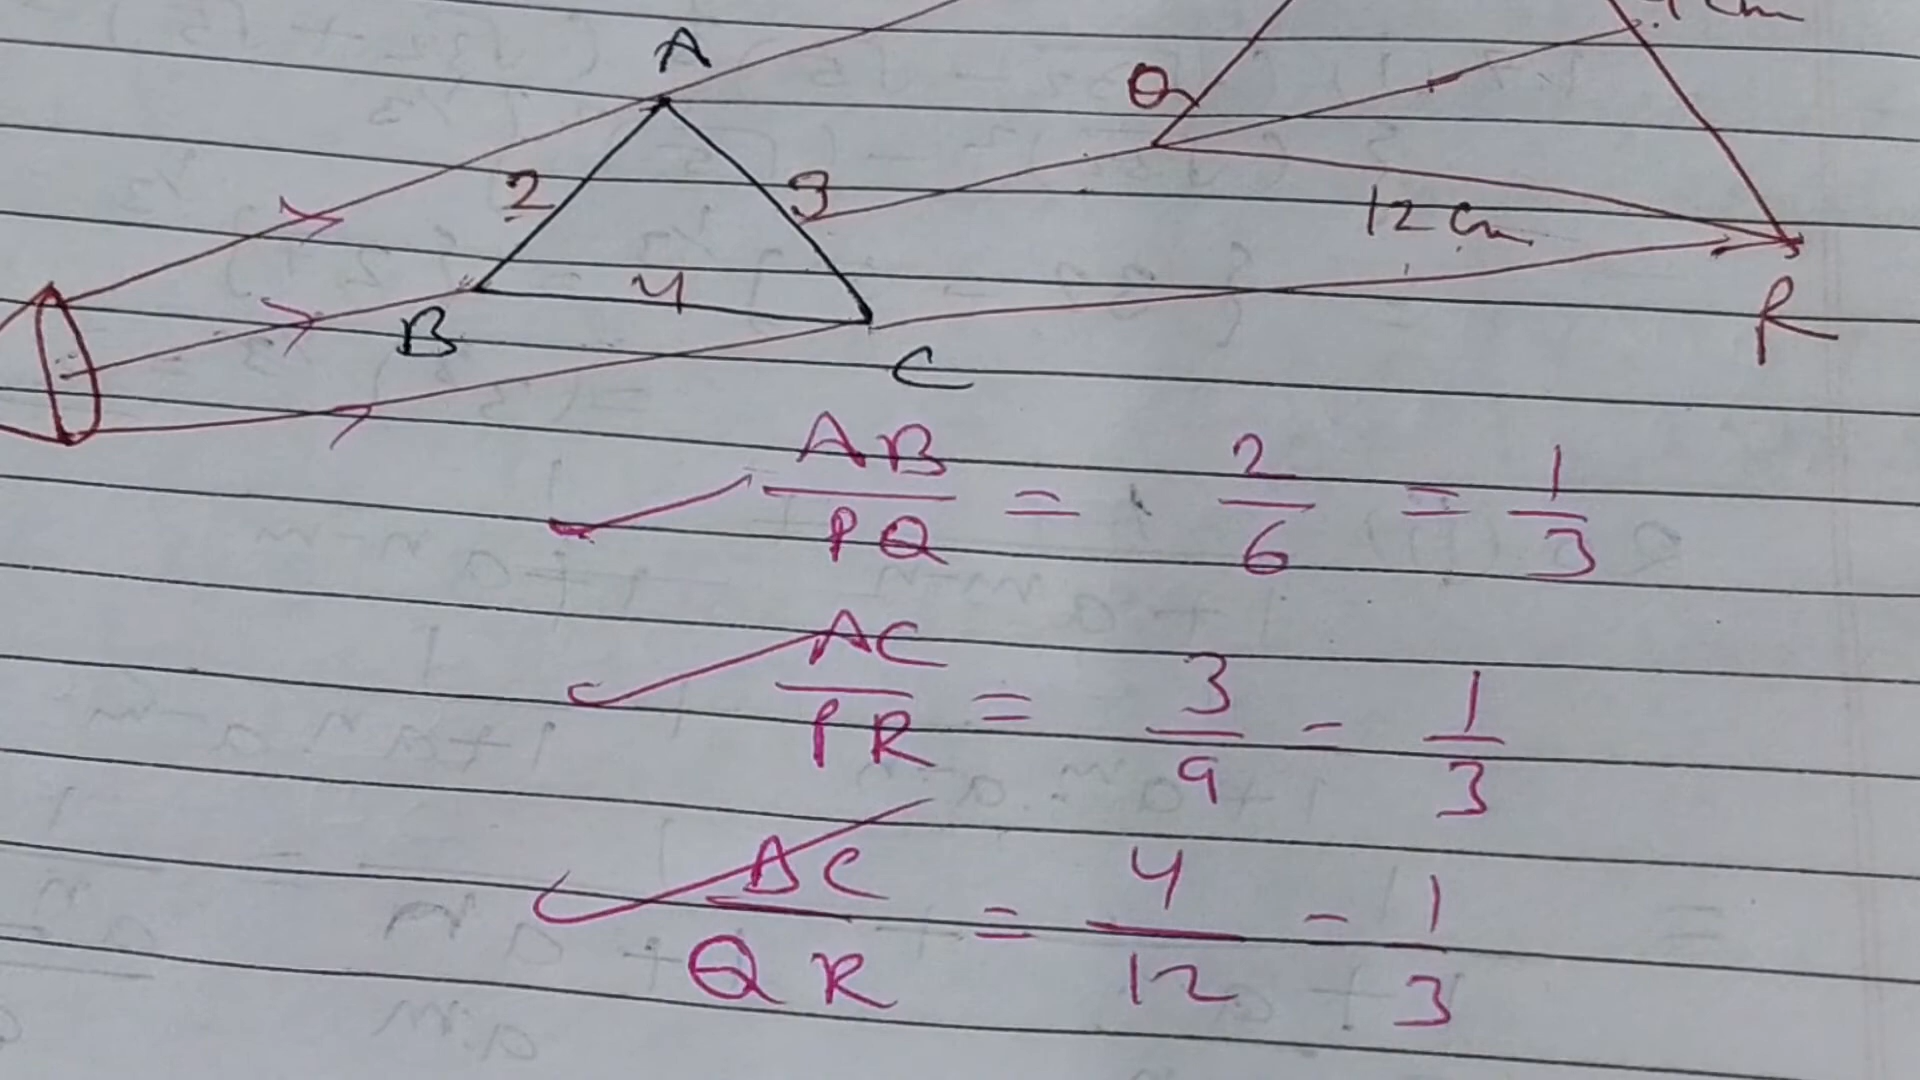 A
Q
2
3
12 cm
4
B
R
C
AB/PQ = 2/6 = 1/3
AC/PR = 3/9 - 1/3
BC/QR = 4/12 - 1/3